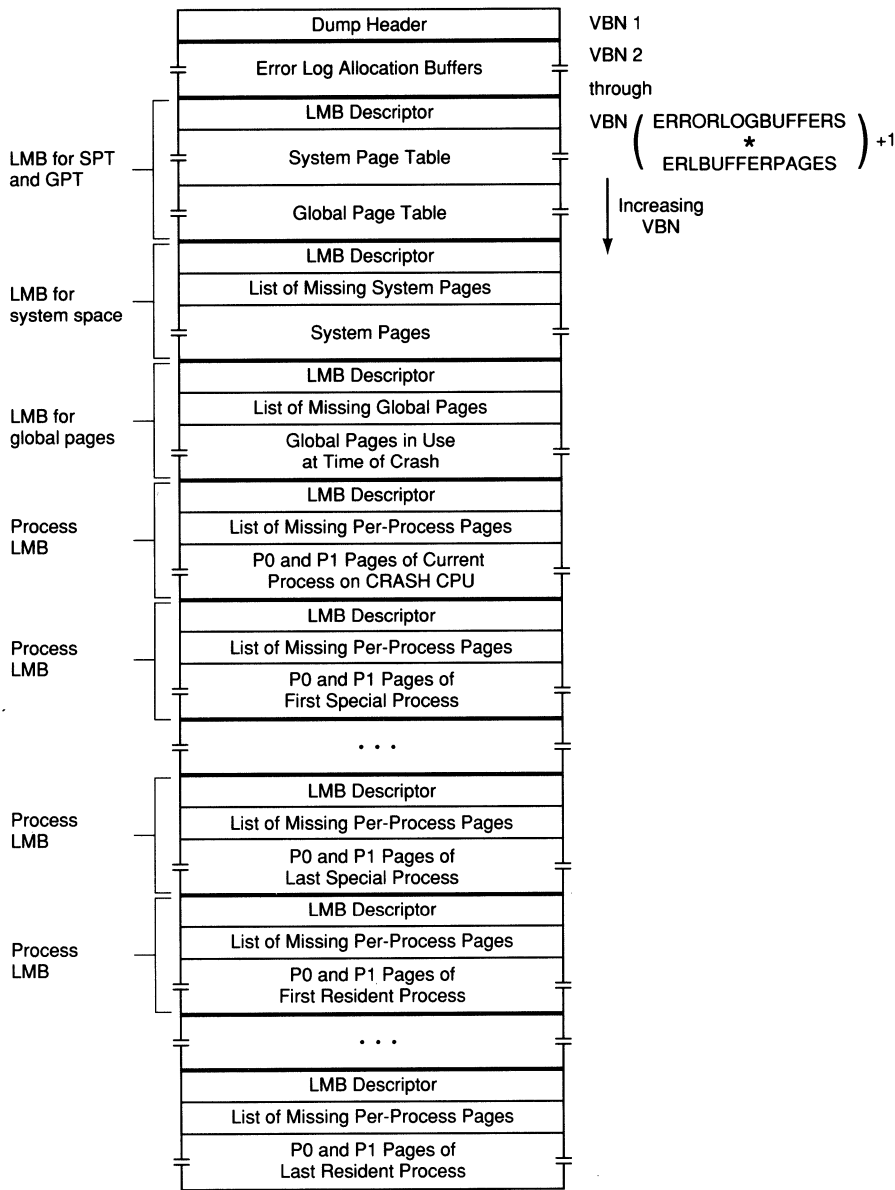 Dump Header
VBN 1
Error Log Allocation Buffers
VBN 2
through
VBN ( ERRORLOGBUFFERS
*
ERLBUFFERPAGES ) +1
Increasing
VBN
LMB for SPT
and GPT
LMB Descriptor
System Page Table
Global Page Table
LMB for
system space
LMB Descriptor
List of Missing System Pages
System Pages
LMB for
global pages
LMB Descriptor
List of Missing Global Pages
Global Pages in Use
at Time of Crash
Process
LMB
LMB Descriptor
List of Missing Per-Process Pages
P0 and P1 Pages of Current
Process on CRASH CPU
Process
LMB
LMB Descriptor
List of Missing Per-Process Pages
P0 and P1 Pages of
First Special Process
. . .
Process
LMB
LMB Descriptor
List of Missing Per-Process Pages
P0 and P1 Pages of
Last Special Process
Process
LMB
LMB Descriptor
List of Missing Per-Process Pages
P0 and P1 Pages of
First Resident Process
. . .
LMB Descriptor
List of Missing Per-Process Pages
P0 and P1 Pages of
Last Resident Process